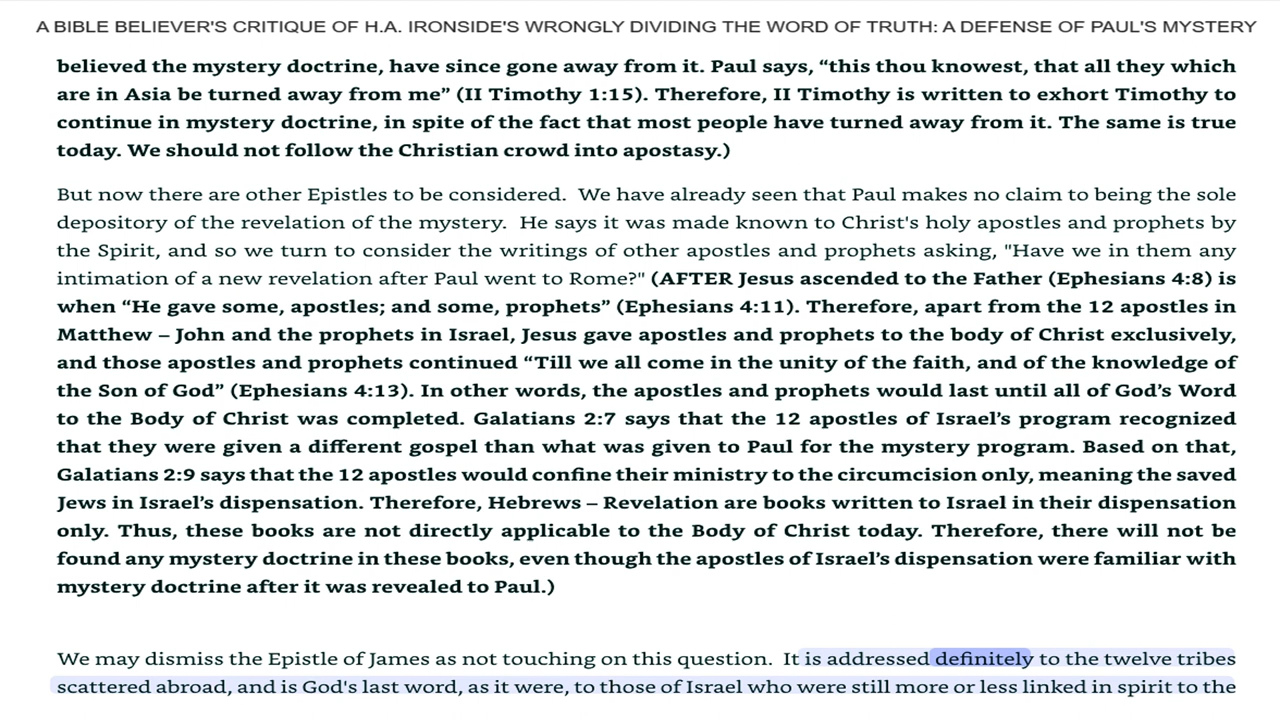 A BIBLE BELIEVER'S CRITIQUE OF H.A. IRONSIDE'S WRONGLY DIVIDING THE WORD OF TRUTH: A DEFENSE OF PAUL'S MYSTERY
believed the mystery doctrine, have since gone away from it. Paul says, “this thou knowest, that all they which
are in Asia be turned away from me” (II Timothy 1:15). Therefore, II Timothy is written to exhort Timothy to
continue in mystery doctrine, in spite of the fact that most people have turned away from it. The same is true
today. We should not follow the Christian crowd into apostasy.)
But now there are other Epistles to be considered.  We have already seen that Paul makes no claim to being the sole
depository of the revelation of the mystery.  He says it was made known to Christ's holy apostles and prophets by
the Spirit, and so we turn to consider the writings of other apostles and prophets asking, "Have we in them any
intimation of a new revelation after Paul went to Rome?" (AFTER Jesus ascended to the Father (Ephesians 4:8) is
when “He gave some, apostles; and some, prophets” (Ephesians 4:11). Therefore, apart from the 12 apostles in
Matthew – John and the prophets in Israel, Jesus gave apostles and prophets to the body of Christ exclusively,
and those apostles and prophets continued “Till we all come in the unity of the faith, and of the knowledge of
the Son of God” (Ephesians 4:13). In other words, the apostles and prophets would last until all of God’s Word
to the Body of Christ was completed. Galatians 2:7 says that the 12 apostles of Israel’s program recognized
that they were given a different gospel than what was given to Paul for the mystery program. Based on that,
Galatians 2:9 says that the 12 apostles would confine their ministry to the circumcision only, meaning the saved
Jews in Israel’s dispensation. Therefore, Hebrews – Revelation are books written to Israel in their dispensation
only. Thus, these books are not directly applicable to the Body of Christ today. Therefore, there will not be
found any mystery doctrine in these books, even though the apostles of Israel’s dispensation were familiar with
mystery doctrine after it was revealed to Paul.)
We may dismiss the Epistle of James as not touching on this question.  It is addressed definitely to the twelve tribes
scattered abroad, and is God's last word, as it were, to those of Israel who were still more or less linked in spirit to the